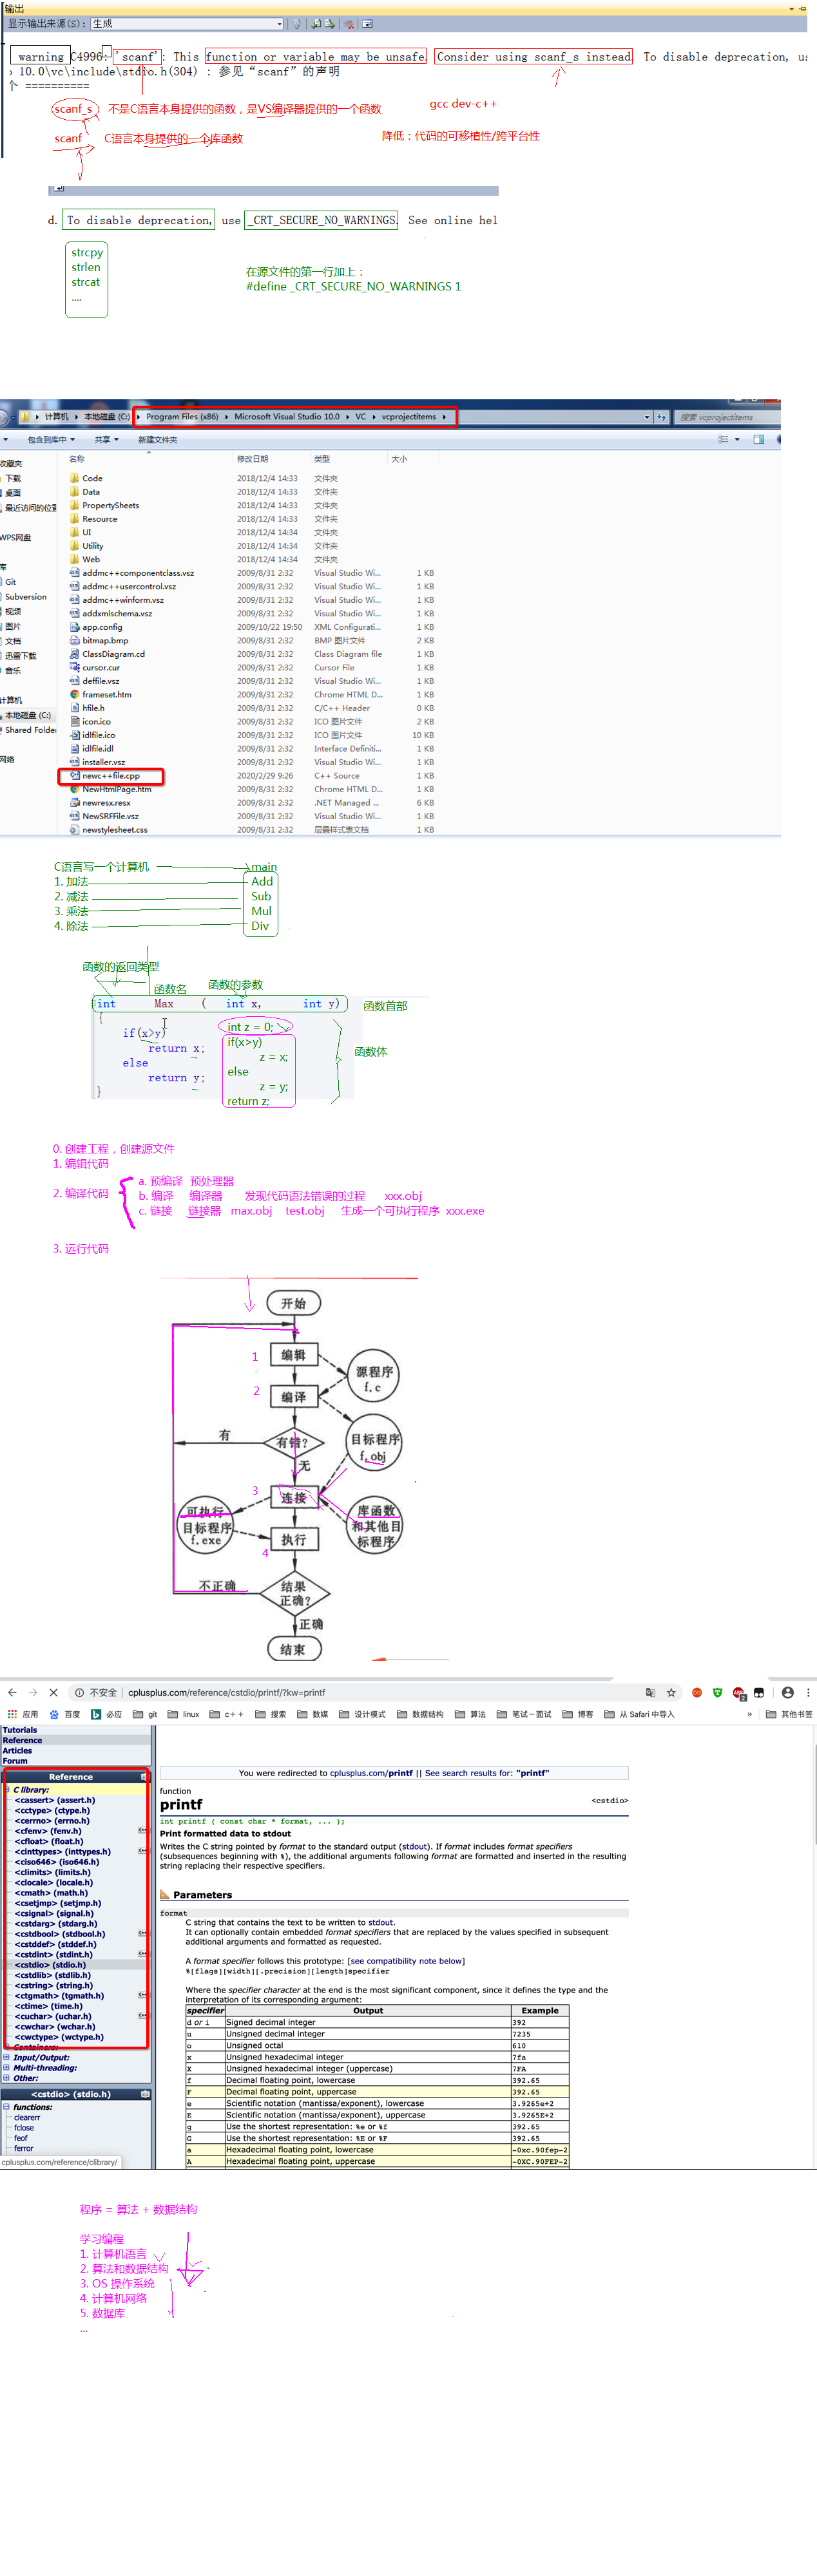 输出
显示输出来源(S): 生成
warning C4996: 'scanf': This function or variable may be unsafe. Consider using scanf_s instead. To disable deprecation, us
10.0\vc\include\stdio.h(304) : 参见“scanf”的声明
个 ==========
scanf_s 不是C语言本身提供的函数，是VS编译器提供的一个函数 gcc dev-c++
scanf C语言本身提供的一个库函数 降低：代码的可移植性/跨平台性
d. To disable deprecation, use _CRT_SECURE_NO_WARNINGS. See online hel
strcpy
strlen
strcat
....
在源文件的第一行加上：
#define _CRT_SECURE_NO_WARNINGS 1
计算机 本地磁盘 (C:) Program Files (x86) Microsoft Visual Studio 10.0 VC vcprojectitems 搜索 vcprojectitems
包含到库中 共享 新建文件夹
收藏夹
下载
桌面
最近访问的位置
WPS网盘
库
Git
Subversion
视频
图片
文档
迅雷下载
音乐
计算机
本地磁盘 (C:)
Shared Folde
网络
名称 修改日期 类型 大小
Code 2018/12/4 14:33 文件夹
Data 2018/12/4 14:33 文件夹
PropertySheets 2018/12/4 14:33 文件夹
Resource 2018/12/4 14:33 文件夹
UI 2018/12/4 14:34 文件夹
Utility 2018/12/4 14:34 文件夹
Web 2018/12/4 14:34 文件夹
addmc++componentclass.vsz 2009/8/31 2:32 Visual Studio Wi... 1 KB
addmc++usercontrol.vsz 2009/8/31 2:32 Visual Studio Wi... 1 KB
addmc++winform.vsz 2009/8/31 2:32 Visual Studio Wi... 1 KB
addxmlschema.vsz 2009/8/31 2:32 Visual Studio Wi... 1 KB
app.config 2009/10/22 19:50 XML Configurati... 1 KB
bitmap.bmp 2009/8/31 2:32 BMP 图片文件 2 KB
ClassDiagram.cd 2009/8/31 2:32 Class Diagram file 1 KB
cursor.cur 2009/8/31 2:32 Cursor File 1 KB
deffile.vsz 2009/8/31 2:32 Visual Studio Wi... 1 KB
frameset.htm 2009/8/31 2:32 Chrome HTML D... 1 KB
hfile.h 2009/8/31 2:32 C/C++ Header 0 KB
icon.ico 2009/8/31 2:32 ICO 图片文件 2 KB
idlfile.ico 2009/8/31 2:32 ICO 图片文件 10 KB
idlfile.idl 2009/8/31 2:32 Interface Definiti... 1 KB
installer.vsz 2009/8/31 2:32 Visual Studio Wi... 1 KB
newc++file.cpp 2020/2/29 9:26 C++ Source 1 KB
NewHtmlPage.htm 2009/8/31 2:32 Chrome HTML D... 1 KB
newresx.resx 2009/8/31 2:32 .NET Managed ... 6 KB
NewSRFFile.vsz 2009/8/31 2:32 Visual Studio Wi... 1 KB
newstylesheet.css 2009/8/31 2:32 层叠样式表文档 1 KB
C语言写一个计算机 main
1. 加法 Add
2. 减法 Sub
3. 乘法 Mul
4. 除法 Div
函数的返回类型
函数名 函数的参数
int Max ( int x, int y) 函数首部
{
if(x>y)
return x;
else
return y;
}
int z = 0;
if(x>y)
z = x;
else
z = y;
return z;
函数体
0. 创建工程，创建源文件
1. 编辑代码
2. 编译代码
a. 预编译 预处理器
b. 编译 编译器 发现代码语法错误的过程 xxx.obj
c. 链接 链接器 max.obj test.obj 生成一个可执行程序 xxx.exe
3. 运行代码
开始
1 编辑
源程序
f.c
2 编译
有 有错?
目标程序
f.obj
无
3 连接
可执行
目标程序
f.exe
库函数
和其他目
标程序
执行
4
不正确 结果
正确?
正确
结束
不安全 cplusplus.com/reference/cstdio/printf/?kw=printf
应用 百度 必应 git linux c++ 搜索 数媒 设计模式 数据结构 算法 笔试－面试 博客 从 Safari 中导入 » 其他书签
Tutorials
Reference
Articles
Forum
Reference
C library:
<cassert> (assert.h)
<cctype> (ctype.h)
<cerrno> (errno.h)
<cfenv> (fenv.h)
<cfloat> (float.h)
<cinttypes> (inttypes.h)
<ciso646> (iso646.h)
<climits> (limits.h)
<clocale> (locale.h)
<cmath> (math.h)
<csetjmp> (setjmp.h)
<csignal> (signal.h)
<cstdarg> (stdarg.h)
<cstdbool> (stdbool.h)
<cstddef> (stddef.h)
<cstdint> (stdint.h)
<cstdio> (stdio.h)
<cstdlib> (stdlib.h)
<cstring> (string.h)
<ctgmath> (tgmath.h)
<ctime> (time.h)
<cuchar> (uchar.h)
<cwchar> (wchar.h)
<cwctype> (wctype.h)
Containers:
Input/Output:
Multi-threading:
Other:
<cstdio> (stdio.h)
functions:
clearerr
fclose
feof
ferror
cplusplus.com/reference/clibrary/
You were redirected to cplusplus.com/printf || See search results for: "printf"
function
printf <cstdio>
int printf ( const char * format, ... );
Print formatted data to stdout
Writes the C string pointed by format to the standard output (stdout). If format includes format specifiers
(subsequences beginning with %), the additional arguments following format are formatted and inserted in the resulting
string replacing their respective specifiers.
Parameters
format
C string that contains the text to be written to stdout.
It can optionally contain embedded format specifiers that are replaced by the values specified in subsequent
additional arguments and formatted as requested.
A format specifier follows this prototype: [see compatibility note below]
%[flags][width][.precision][length]specifier
Where the specifier character at the end is the most significant component, since it defines the type and the
interpretation of its corresponding argument:
specifier Output Example
d or i Signed decimal integer 392
u Unsigned decimal integer 7235
o Unsigned octal 610
x Unsigned hexadecimal integer 7fa
X Unsigned hexadecimal integer (uppercase) 7FA
f Decimal floating point, lowercase 392.65
F Decimal floating point, uppercase 392.65
e Scientific notation (mantissa/exponent), lowercase 3.9265e+2
E Scientific notation (mantissa/exponent), uppercase 3.9265E+2
g Use the shortest representation: %e or %f 392.65
G Use the shortest representation: %E or %F 392.65
a Hexadecimal floating point, lowercase -0xc.90fep-2
A Hexadecimal floating point, uppercase -0XC.90FEP-2
程序 = 算法 + 数据结构
学习编程
1. 计算机语言
2. 算法和数据结构
3. OS 操作系统
4. 计算机网络
5. 数据库
...